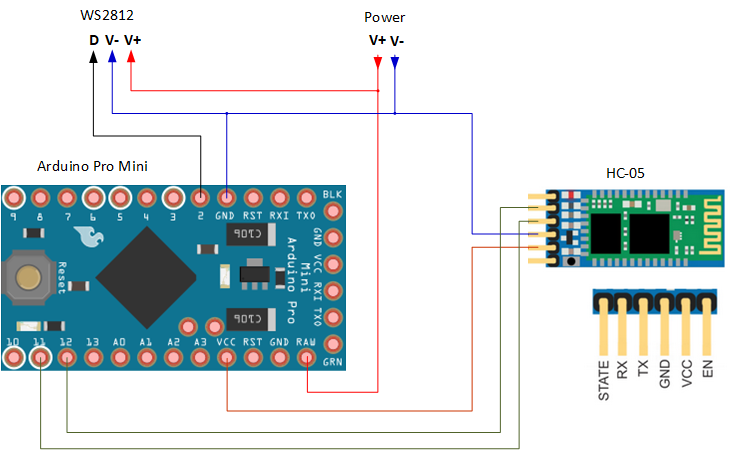 WS2812
Power
D V- V+
V+ V-
Arduino Pro Mini
HC-05
BLK
9 8 7 6 5 4 3 2 GND RST RXI TXO
GND VCC RXI TXO
C706
Reset
Arduino Pro
Mini
C706
10 11 12 13 A0 A1 A2 A3 VCC RST GND RAW
GRN
STATE RX TX GND VCC EN